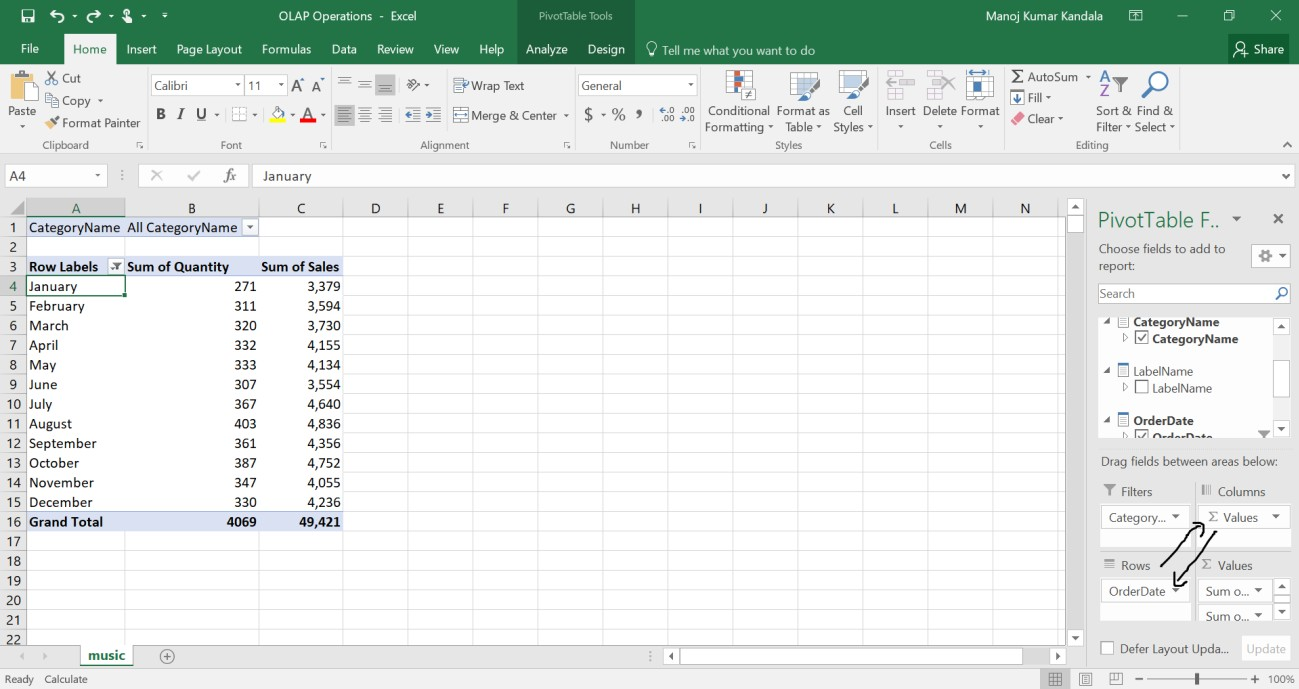 OLAP Operations - Excel
PivotTable Tools
Manoj Kumar Kandala
File Home Insert Page Layout Formulas Data Review View Help Analyze Design Tell me what you want to do Share
Paste
Cut
Copy
Format Painter
Clipboard
Calibri 11
B I U
Font
Wrap Text
Merge & Center
Alignment
General
$ % ,
Number
Conditional Formatting
Format as Table
Cell Styles
Styles
Insert Delete Format
Cells
AutoSum
Fill
Clear
Sort & Filter
Find & Select
Editing
A4 fx January
A B C D E F G H I J K L M N
1 CategoryName All CategoryName
2
3 Row Labels Sum of Quantity Sum of Sales
4 January 271 3,379
5 February 311 3,594
6 March 320 3,730
7 April 332 4,155
8 May 333 4,134
9 June 307 3,554
10 July 367 4,640
11 August 403 4,836
12 September 361 4,356
13 October 387 4,752
14 November 347 4,055
15 December 330 4,236
16 Grand Total 4069 49,421
17
18
19
20
21
22
PivotTable F..
Choose fields to add to
report:
Search
CategoryName
CategoryName
LabelName
LabelName
OrderDate
OrderDate
Drag fields between areas below:
Filters
Category...
Columns
Σ Values
Rows
OrderDate
Σ Values
Sum o...
Sum o...
Defer Layout Upda... Update
music
Ready Calculate 100%